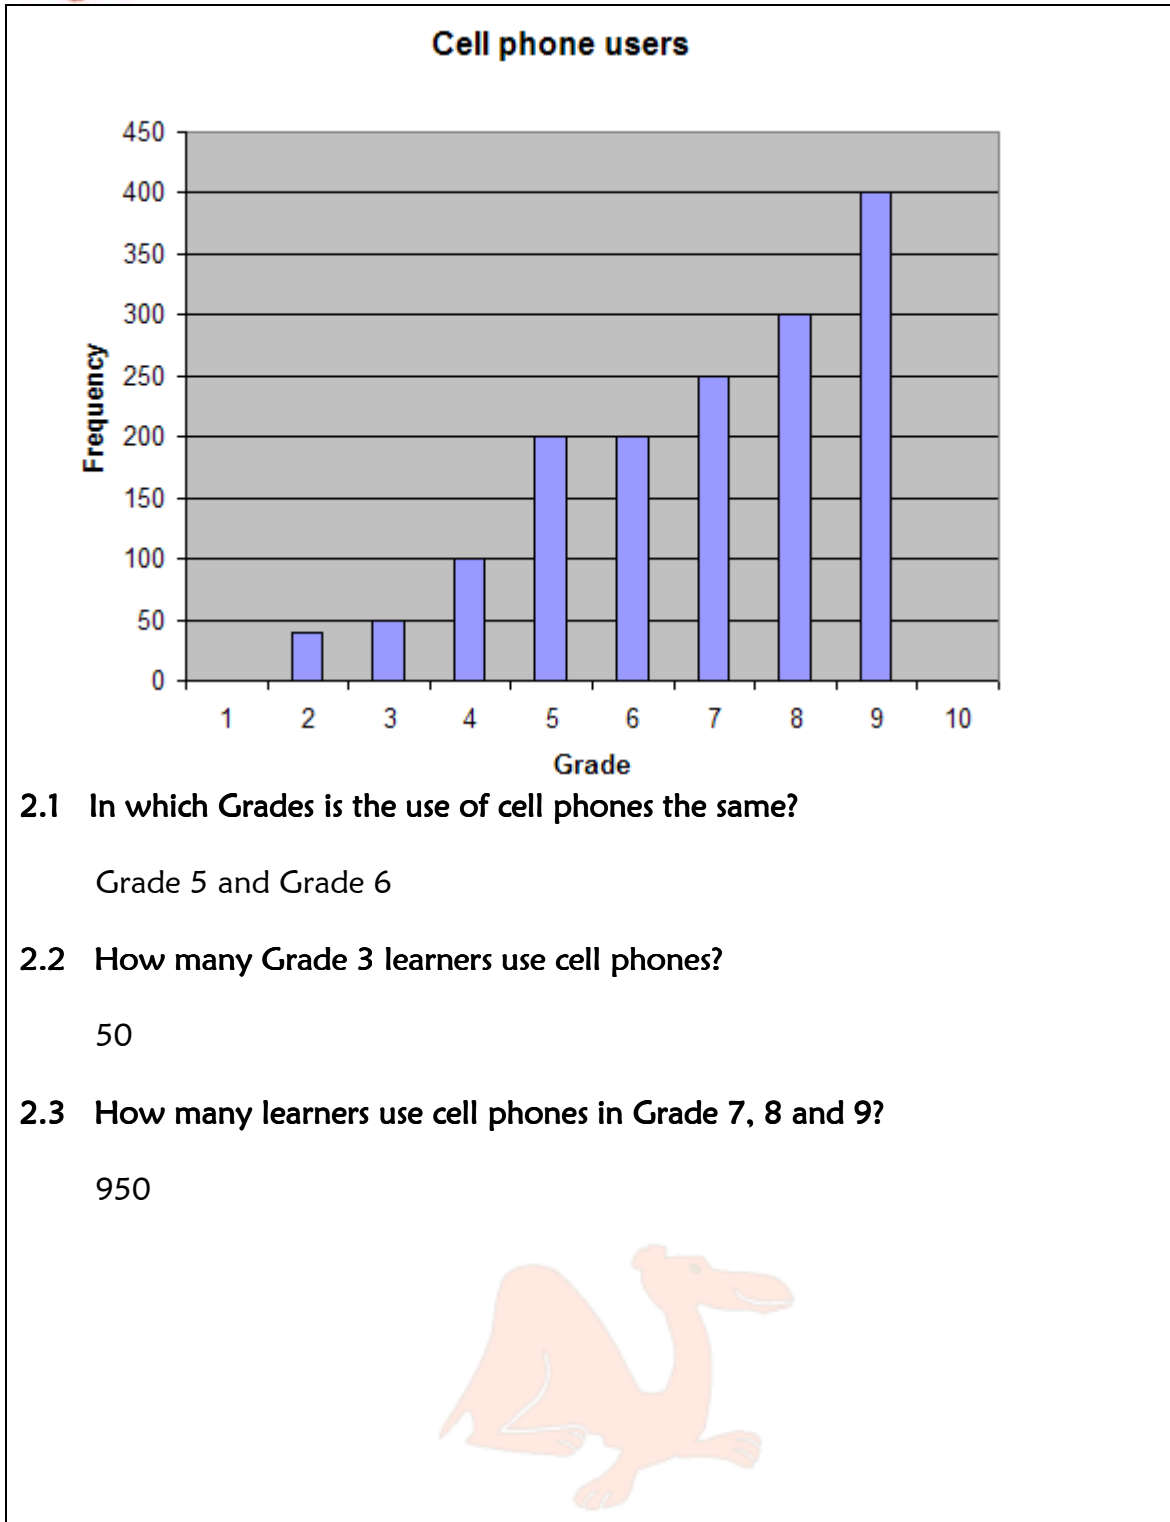 Cell phone users
450
400
350
300
250
200
150
100
50
0
Frequency
1 2 3 4 5 6 7 8 9 10
Grade
2.1 In which Grades is the use of cell phones the same?
Grade 5 and Grade 6
2.2 How many Grade 3 learners use cell phones?
50
2.3 How many learners use cell phones in Grade 7, 8 and 9?
950